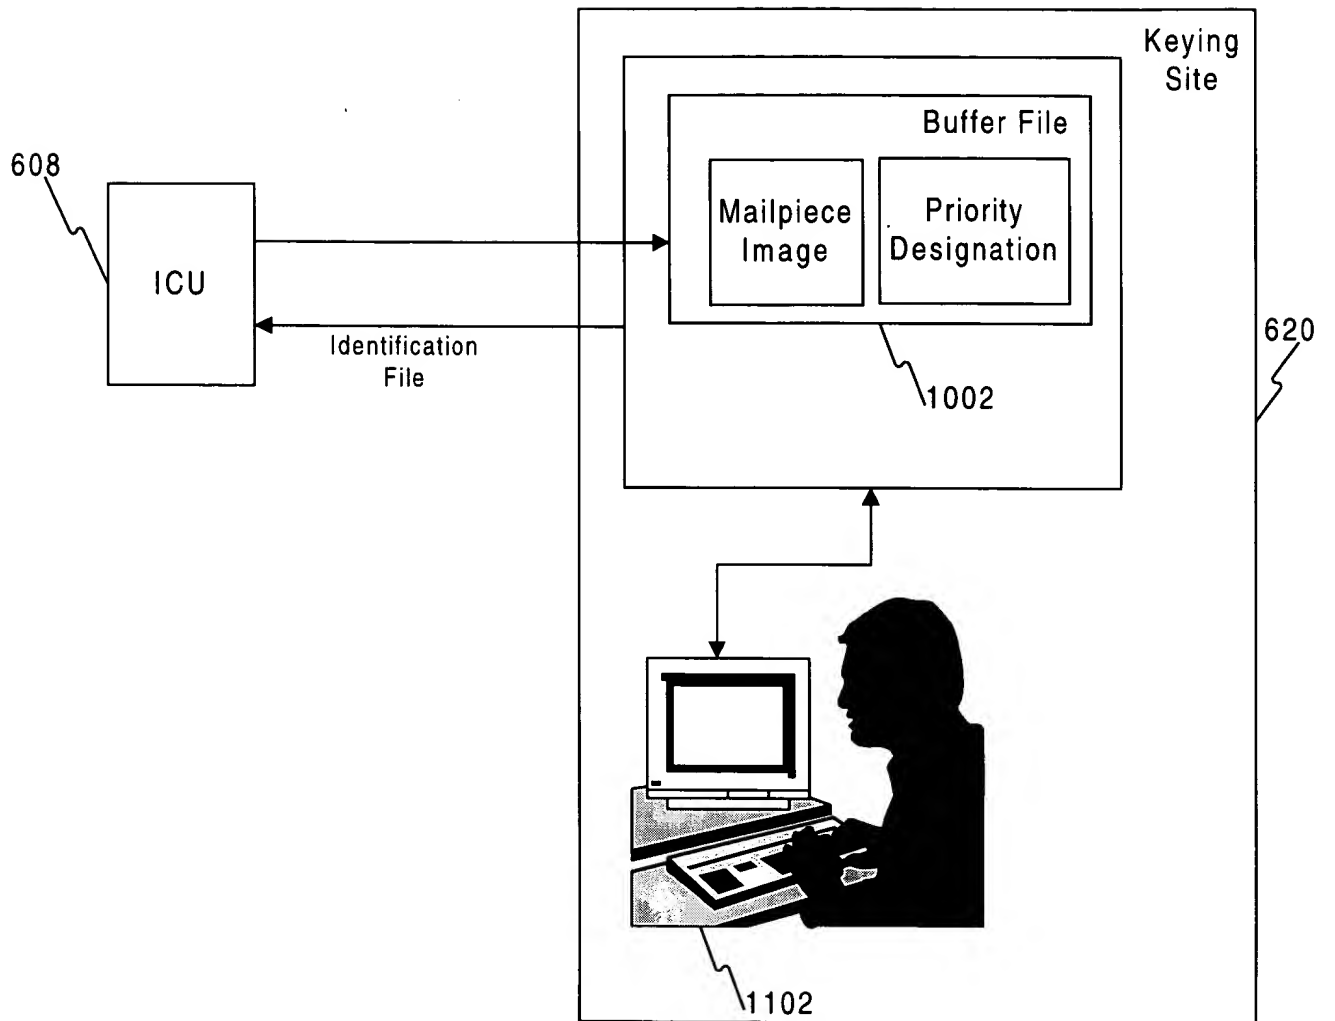 Keying
Site
Buffer File
608
Mailpiece
Image
Priority
Designation
ICU
Identification
File
620
1002
1102